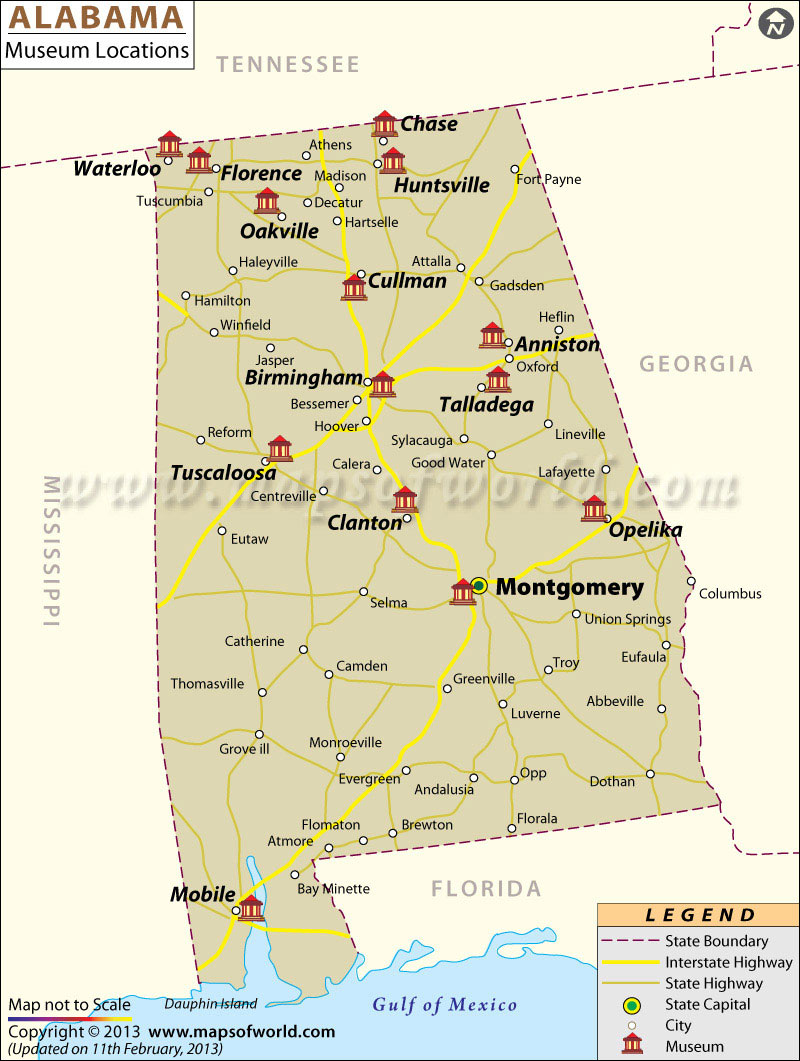 ALABAMA
Museum Locations
N
TENNESSEE
Chase
Athens
Waterloo
Florence
Madison
Huntsville
Fort Payne
Tuscumbia
Decatur
Oakville
Hartselle
Haleyville
Attalla
Cullman
Gadsden
Hamilton
Heflin
Winfield
Anniston
Jasper
Oxford
GEORGIA
Birmingham
Bessemer
Talladega
Hoover
Reform
Sylacauga
Lineville
Tuscaloosa
Calera
Good Water
Lafayette
www.mapsofworld.com
Centreville
Clanton
Opelika
MISSISSIPPI
Eutaw
Montgomery
Columbus
Selma
Union Springs
Catherine
Eufaula
Camden
Troy
Thomasville
Greenville
Abbeville
Luverne
Grove ill
Monroeville
Evergreen
Opp
Dothan
Andalusia
Flomaton
Brewton
Florala
Atmore
Mobile
Bay Minette
FLORIDA
LEGEND
State Boundary
Interstate Highway
State Highway
State Capital
City
Museum
Dauphin Island
Gulf of Mexico
Map not to Scale
Copyright © 2013 www.mapsofworld.com
(Updated on 11th February, 2013)